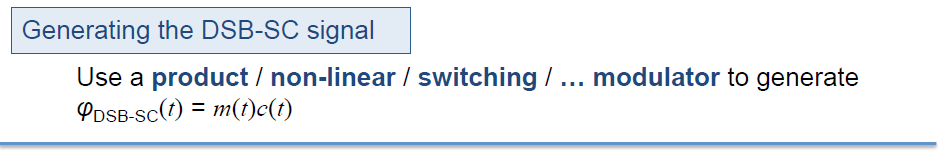 Generating the DSB-SC signal
Use a product / non-linear / switching / … modulator to generate
φDSB-SC(t) = m(t)c(t)